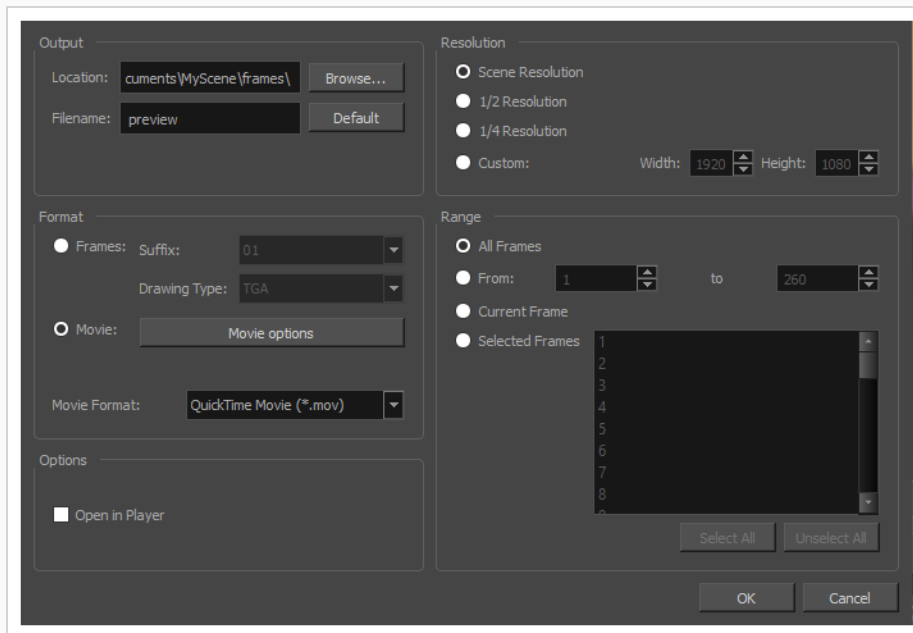 Output
Location: cuments\MyScene\frames\ Browse...
Filename: preview Default
Format
Frames: Suffix: 01
Drawing Type: TGA
Movie: Movie options
Movie Format: QuickTime Movie (*.mov)
Options
Open in Player
Resolution
Scene Resolution
1/2 Resolution
1/4 Resolution
Custom: Width: 1920 Height: 1080
Range
All Frames
From: 1 to 260
Current Frame
Selected Frames 1
2
3
4
5
6
7
8
Select All Unselect All
OK Cancel